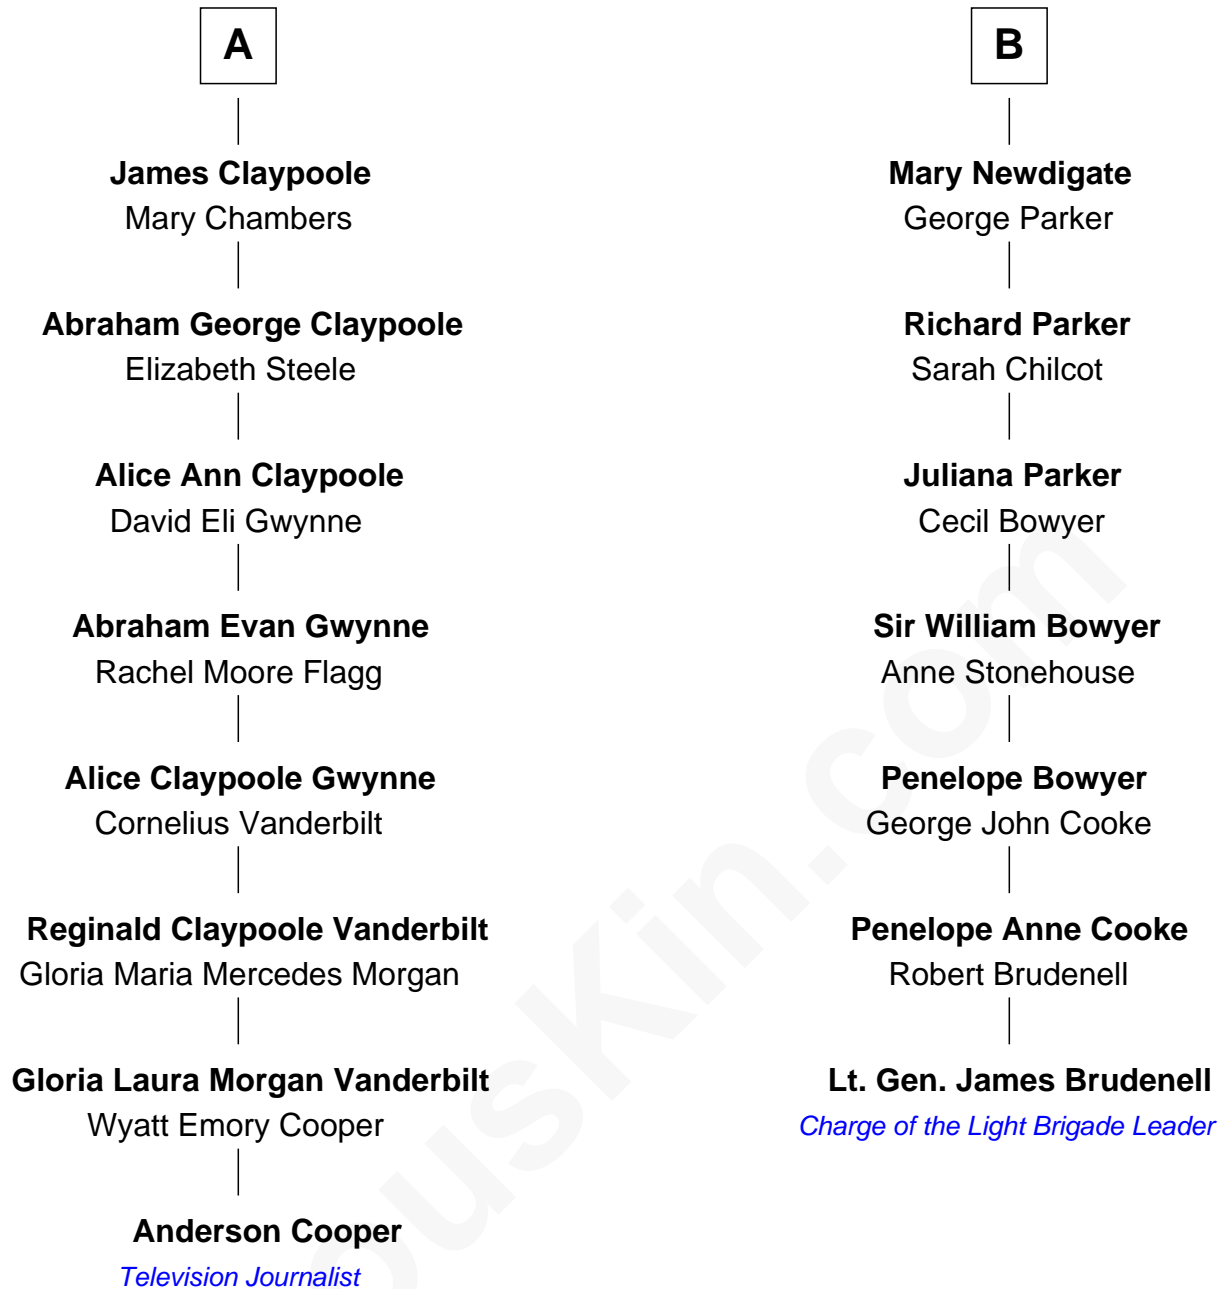 A
James Claypoole
Mary Chambers
Abraham George Claypoole
Elizabeth Steele
Alice Ann Claypoole
David Eli Gwynne
Abraham Evan Gwynne
Rachel Moore Flagg
Alice Claypoole Gwynne
Cornelius Vanderbilt
Reginald Claypoole Vanderbilt
Gloria Maria Mercedes Morgan
Gloria Laura Morgan Vanderbilt
Wyatt Emory Cooper
Anderson Cooper
Television Journalist
B
Mary Newdigate
George Parker
Richard Parker
Sarah Chilcot
Juliana Parker
Cecil Bowyer
Sir William Bowyer
Anne Stonehouse
Penelope Bowyer
George John Cooke
Penelope Anne Cooke
Robert Brudenell
Lt. Gen. James Brudenell
Charge of the Light Brigade Leader
ousKin.com